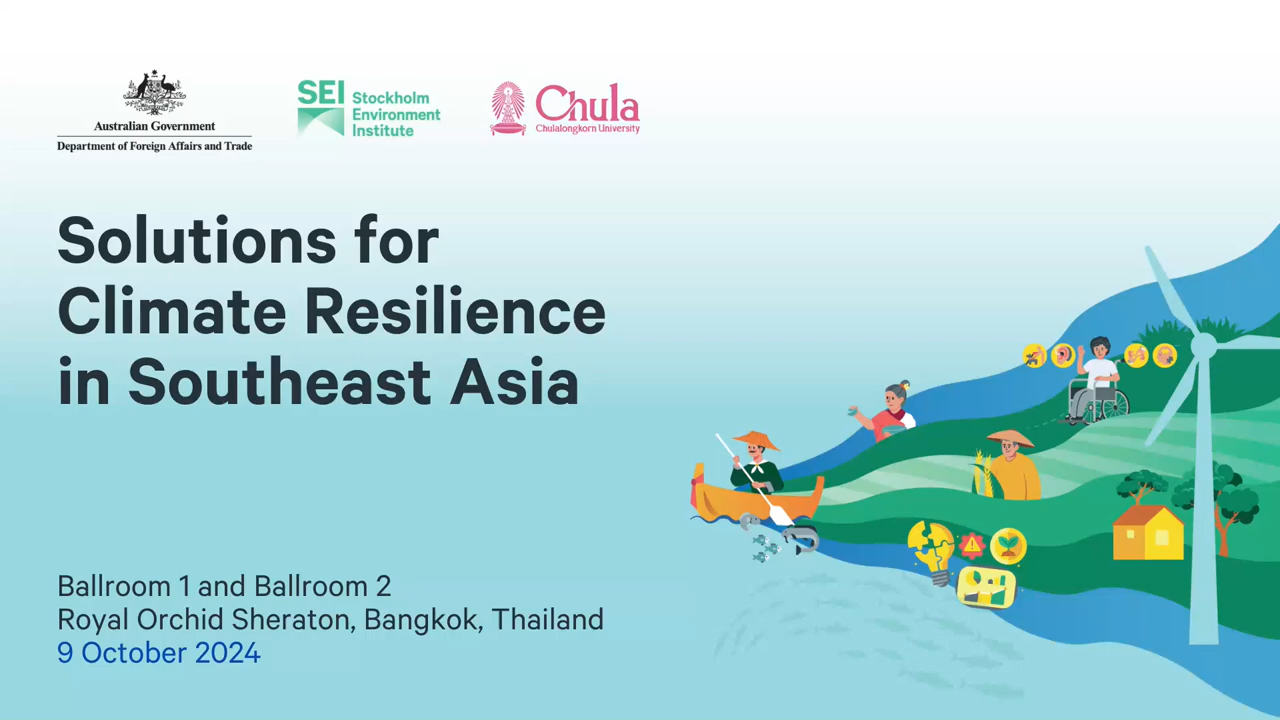 Australian Government
Department of Foreign Affairs and Trade
SEI Stockholm
Environment
Institute
Chula
Chulalongkorn University
Solutions for
Climate Resilience
in Southeast Asia
Ballroom 1 and Ballroom 2
Royal Orchid Sheraton, Bangkok, Thailand
9 October 2024